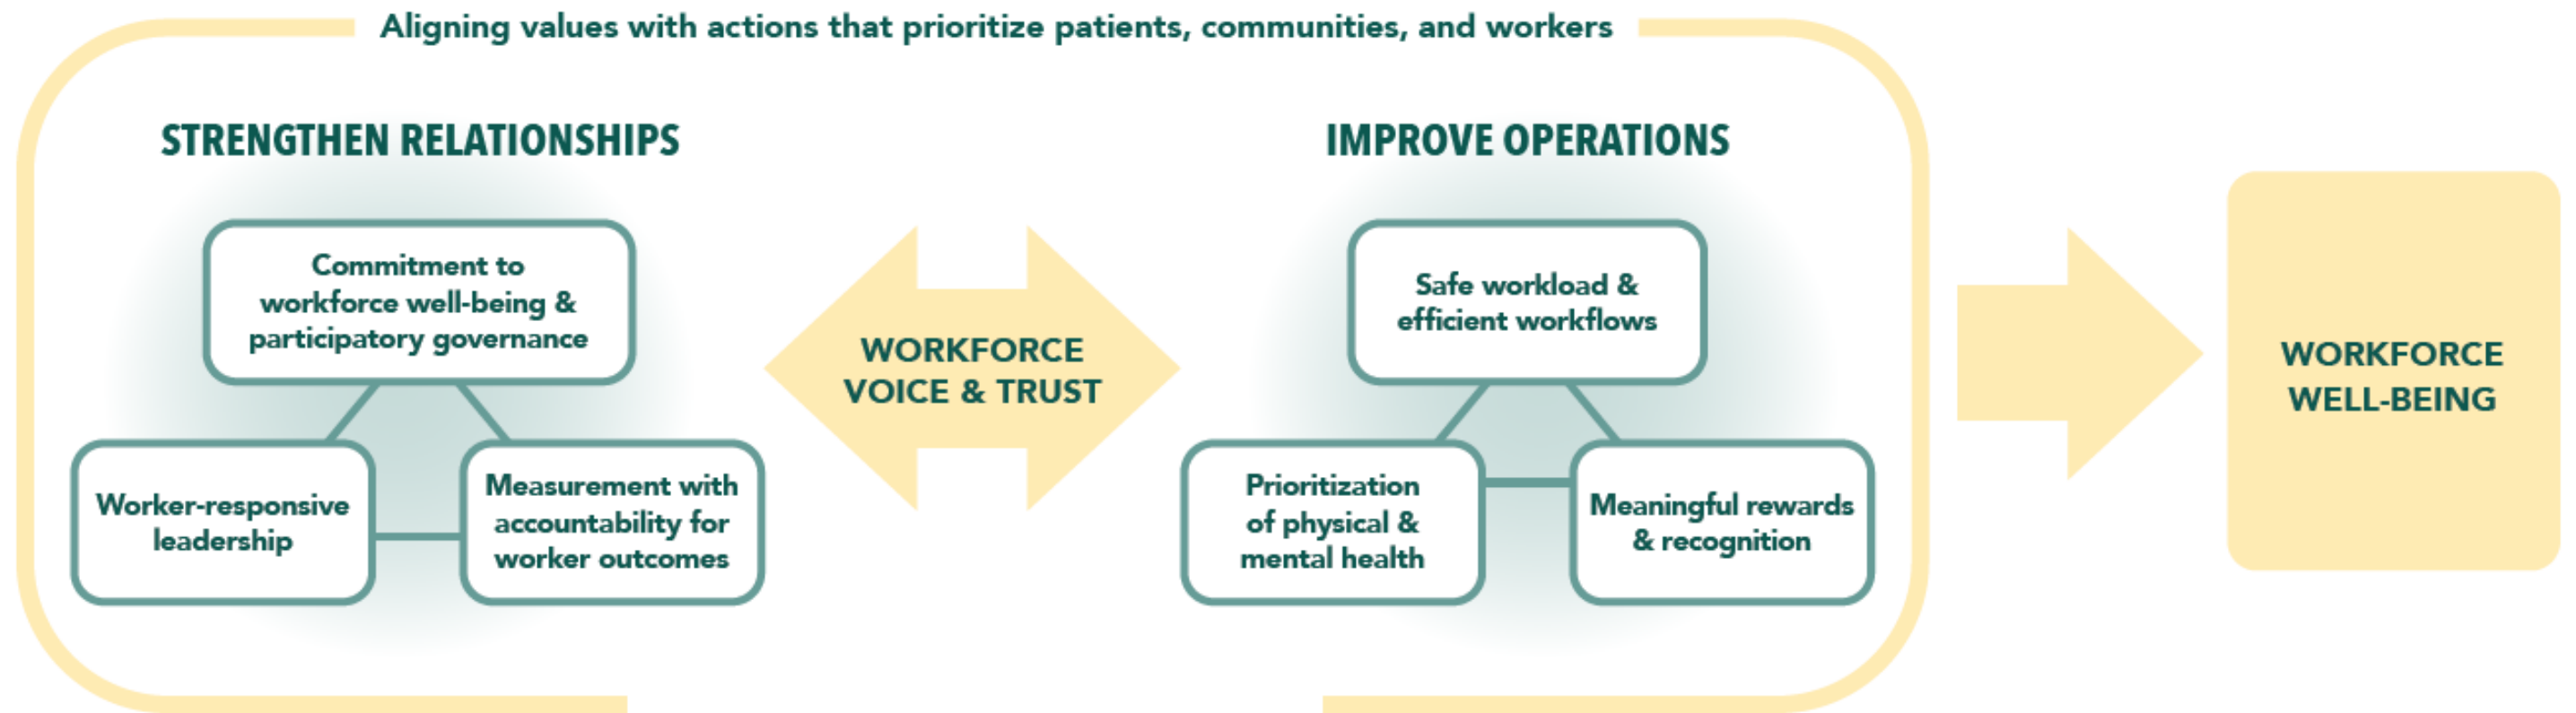 Aligning values with actions that prioritize patients, communities, and workers
STRENGTHEN RELATIONSHIPS
Commitment to
workforce well-being &
participatory governance
Worker-responsive
leadership
Measurement with
accountability for
worker outcomes
WORKFORCE
VOICE & TRUST
IMPROVE OPERATIONS
Safe workload &
efficient workflows
Prioritization
of physical &
mental health
Meaningful rewards
& recognition
WORKFORCE
WELL-BEING